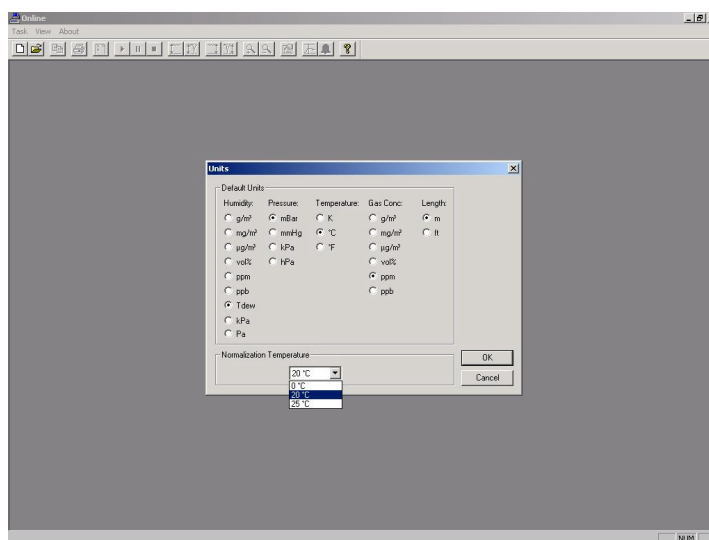 Online
Task View About
Units
Default Units
Humidity: Pressure: Temperature: Gas Conc: Length:
g/m³ mBar K g/m³ m
mg/m³ mmHg °C mg/m³ lt
µg/m³ kPa °F µg/m³
vol% hPa vol%
ppm ppm
ppb ppb
Tdew
kPa
Pa
Normalization Temperature
20 °C
0 °C
20 °C
25 °C
OK
Cancel
NUM